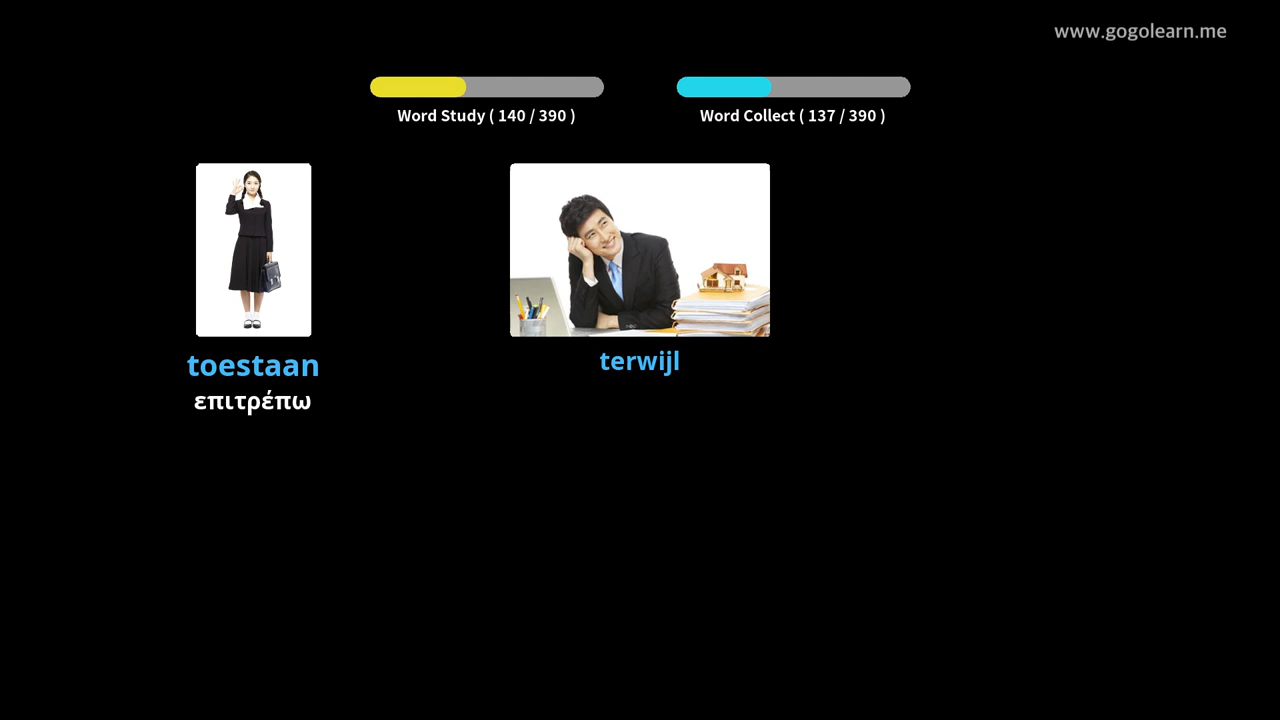 www.gogolearn.me
Word Study ( 140 / 390 )
Word Collect ( 137 / 390 )
toestaan
επιτρέπω
terwijl